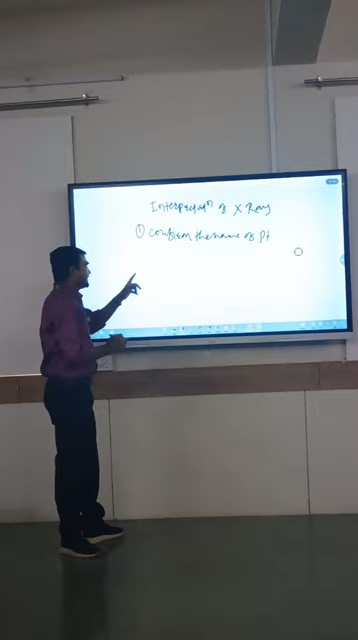 Interpretatⁿ of X Ray
① Confirm the name of Pt